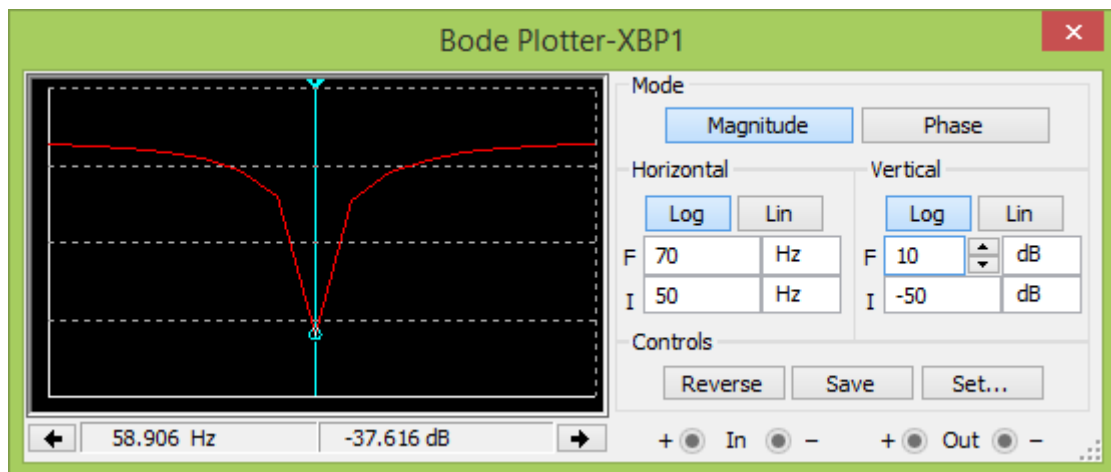 Bode Plotter-XBP1
×
Mode
Magnitude Phase
Horizontal Vertical
Log Lin Log Lin
F 70 Hz F 10 dB
I 50 Hz I -50 dB
Controls
Reverse Save Set...
58.906 Hz -37.616 dB + In − + Out −